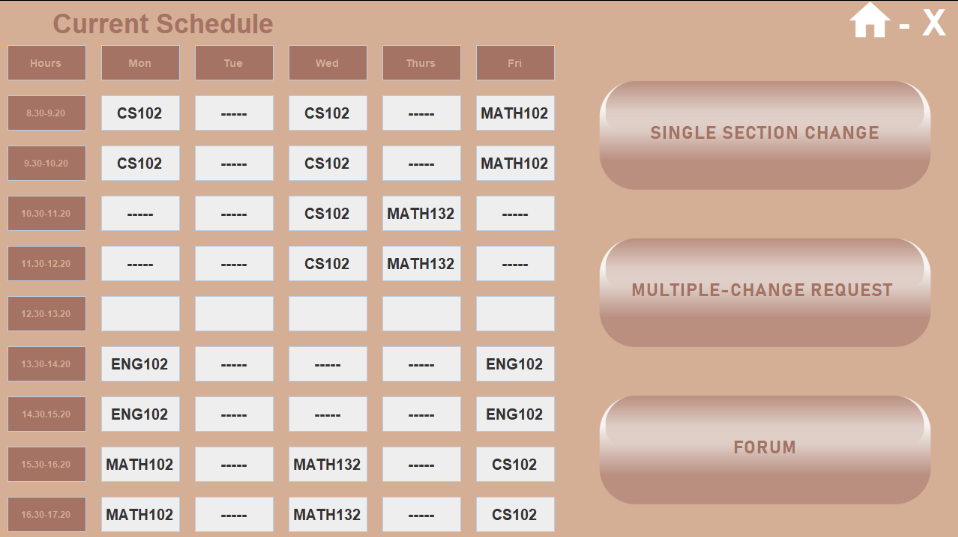 Current Schedule
- X
Hours Mon Tue Wed Thurs Fri
8.30-9.20 CS102 ----- CS102 ----- MATH102
SINGLE SECTION CHANGE
9.30-10.20 CS102 ----- CS102 ----- MATH102
10.30-11.20 ----- ----- CS102 MATH132 -----
11.30-12.20 ----- ----- CS102 MATH132 -----
MULTIPLE-CHANGE REQUEST
12.30-13.20
13.30-14.20 ENG102 ----- ----- ----- ENG102
14.30.15.20 ENG102 ----- ----- ----- ENG102
FORUM
15.30-16.20 MATH102 ----- MATH132 ----- CS102
16.30-17.20 MATH102 ----- MATH132 ----- CS102